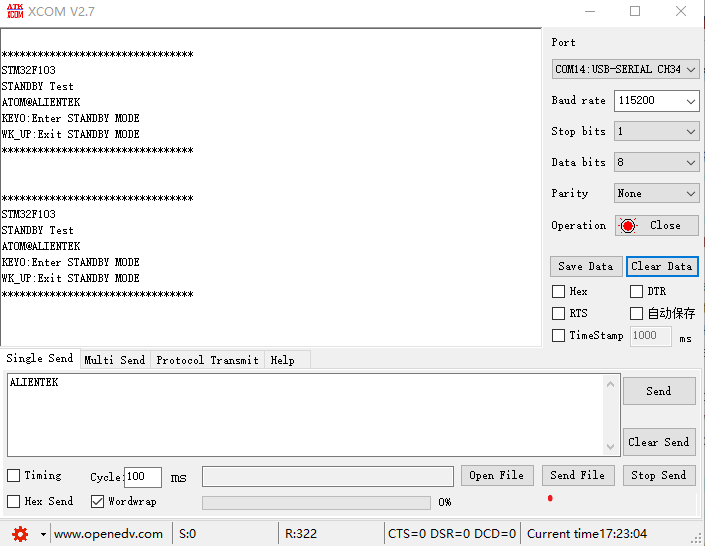 ATK XCOM XCOM V2.7
*******************************
STM32F103
STANDBY Test
ATOM@ALIENTEK
KEY0:Enter STANDBY MODE
WK_UP:Exit STANDBY MODE
*******************************
*******************************
STM32F103
STANDBY Test
ATOM@ALIENTEK
KEY0:Enter STANDBY MODE
WK_UP:Exit STANDBY MODE
*******************************
Port
COM14:USB-SERIAL CH34
Baud rate 115200
Stop bits 1
Data bits 8
Parity None
Operation Close
Save Data Clear Data
Hex DTR
RTS 自动保存
TimeStamp 1000 ms
Single Send Multi Send Protocol Transmit Help
ALIENTEK
Send
Clear Send
Timing Cycle: 100 ms Open File Send File Stop Send
Hex Send Wordwrap 0%
www.openedv.com S:0 R:322 CTS=0 DSR=0 DCD=0 Current time17:23:04